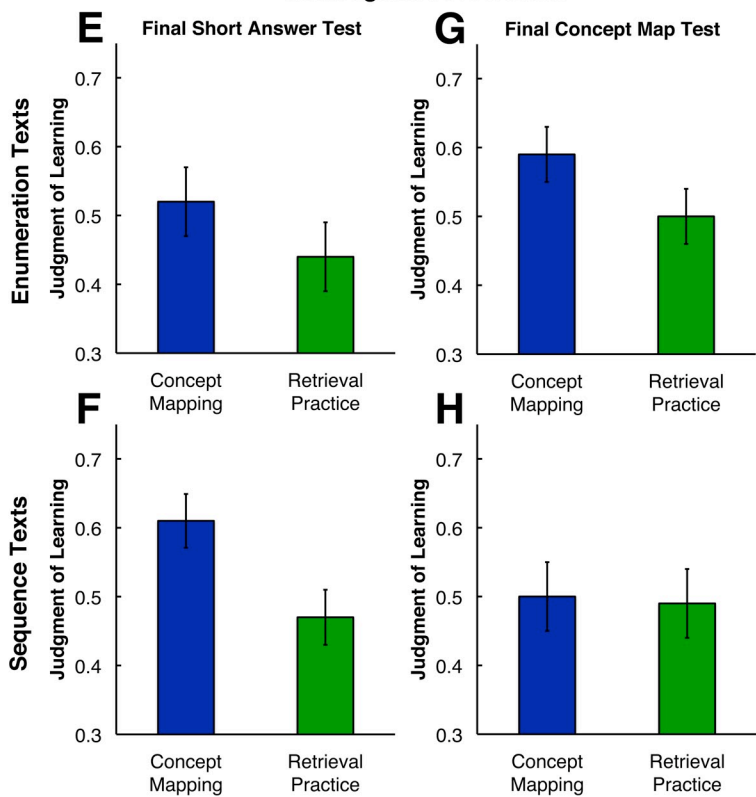 E
Final Short Answer Test
G
Final Concept Map Test
Enumeration Texts
Judgment of Learning
0.7
0.6
0.5
0.4
0.3
Concept
Mapping
Retrieval
Practice
Judgment of Learning
0.7
0.6
0.5
0.4
0.3
Concept
Mapping
Retrieval
Practice
F
H
Sequence Texts
Judgment of Learning
0.7
0.6
0.5
0.4
0.3
Concept
Mapping
Retrieval
Practice
Judgment of Learning
0.7
0.6
0.5
0.4
0.3
Concept
Mapping
Retrieval
Practice